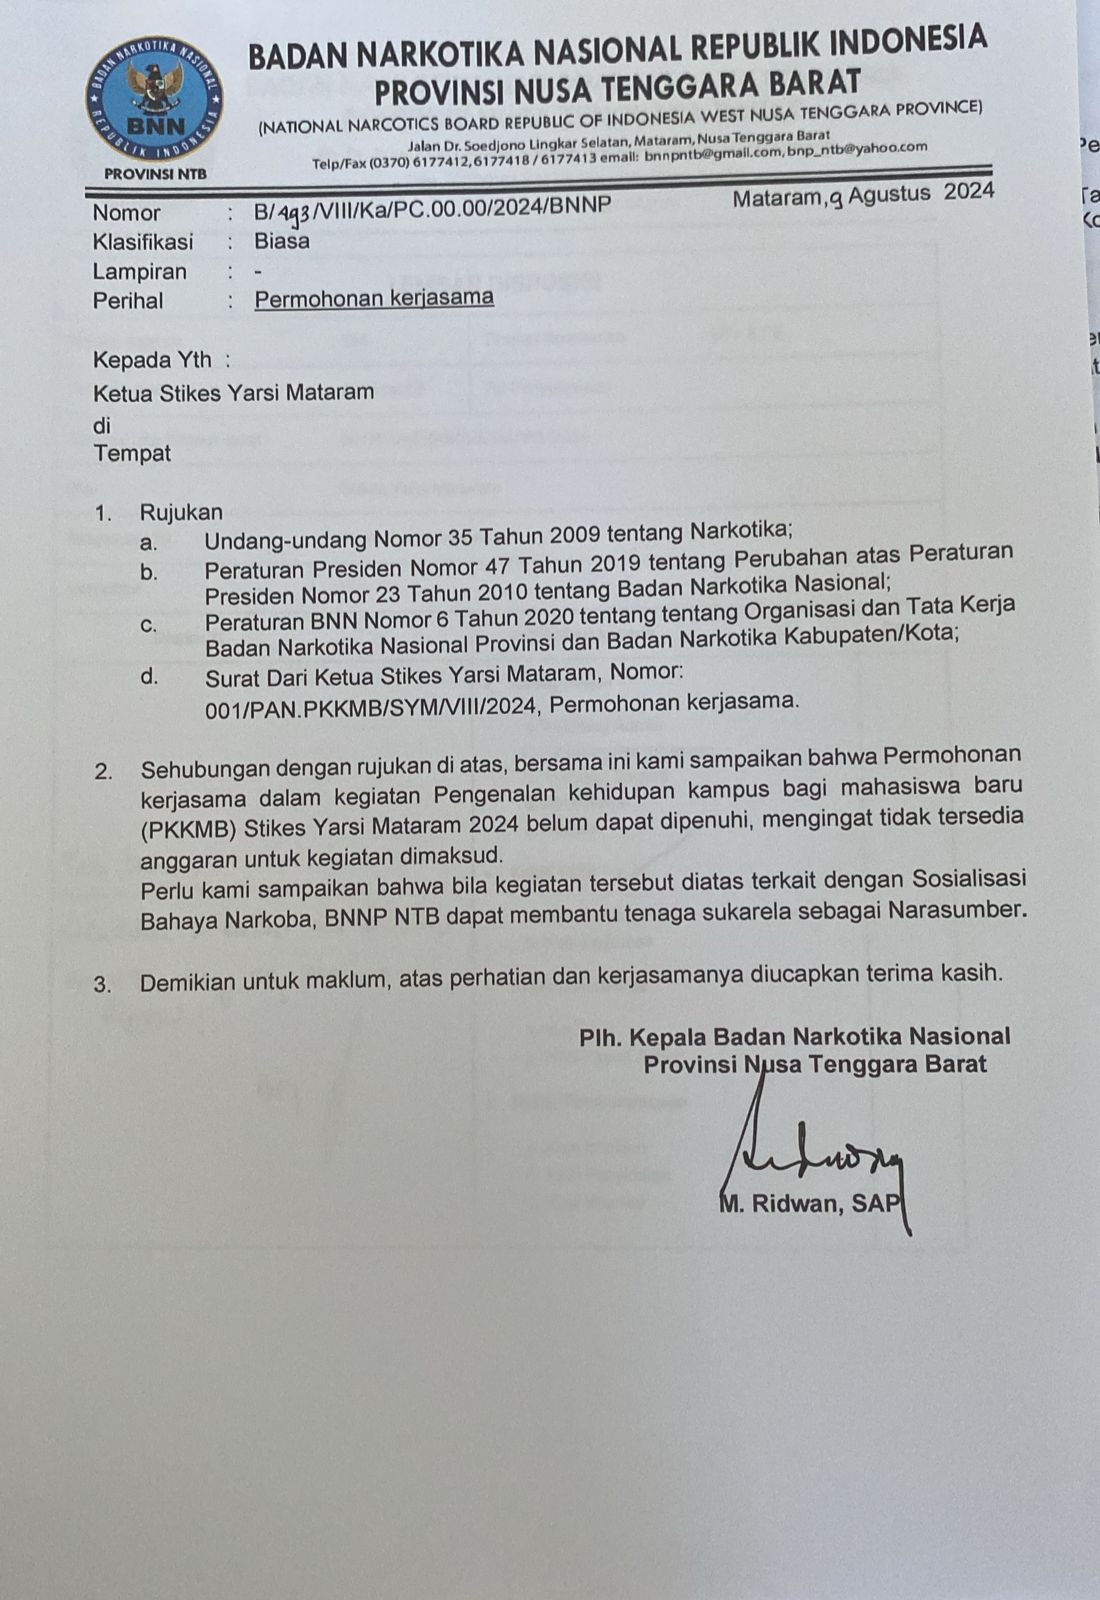 BADAN NARKOTIKA NASIONAL REPUBLIK INDONESIA
PROVINSI NUSA TENGGARA BARAT
(NATIONAL NARCOTICS BOARD REPUBLIC OF INDONESIA WEST NUSA TENGGARA PROVINCE)
Jalan Dr. Soedjono Lingkar Selatan, Mataram, Nusa Tenggara Barat
Telp/Fax (0370) 6177412,6177418 / 6177413 email: bnnpntb@gmail.com, bnp_ntb@yahoo.com
BADAN NARKOTIKA NASIONAL
REPUBLIK INDONESIA
BNN
PROVINSI NTB
Nomor : B/493/VIII/Ka/PC.00.00/2024/BNNP Mataram,9 Agustus 2024
Klasifikasi : Biasa
Lampiran : -
Perihal : Permohonan kerjasama
Kepada Yth :
Ketua Stikes Yarsi Mataram
di
Tempat
1. Rujukan
a. Undang-undang Nomor 35 Tahun 2009 tentang Narkotika;
b. Peraturan Presiden Nomor 47 Tahun 2019 tentang Perubahan atas Peraturan
Presiden Nomor 23 Tahun 2010 tentang Badan Narkotika Nasional;
c. Peraturan BNN Nomor 6 Tahun 2020 tentang tentang Organisasi dan Tata Kerja
Badan Narkotika Nasional Provinsi dan Badan Narkotika Kabupaten/Kota;
d. Surat Dari Ketua Stikes Yarsi Mataram, Nomor:
001/PAN.PKKMB/SYM/VIII/2024, Permohonan kerjasama.
2. Sehubungan dengan rujukan di atas, bersama ini kami sampaikan bahwa Permohonan
kerjasama dalam kegiatan Pengenalan kehidupan kampus bagi mahasiswa baru
(PKKMB) Stikes Yarsi Mataram 2024 belum dapat dipenuhi, mengingat tidak tersedia
anggaran untuk kegiatan dimaksud.
Perlu kami sampaikan bahwa bila kegiatan tersebut diatas terkait dengan Sosialisasi
Bahaya Narkoba, BNNP NTB dapat membantu tenaga sukarela sebagai Narasumber.
3. Demikian untuk maklum, atas perhatian dan kerjasamanya diucapkan terima kasih.
Plh. Kepala Badan Narkotika Nasional
Provinsi Nusa Tenggara Barat
M. Ridwan, SAP